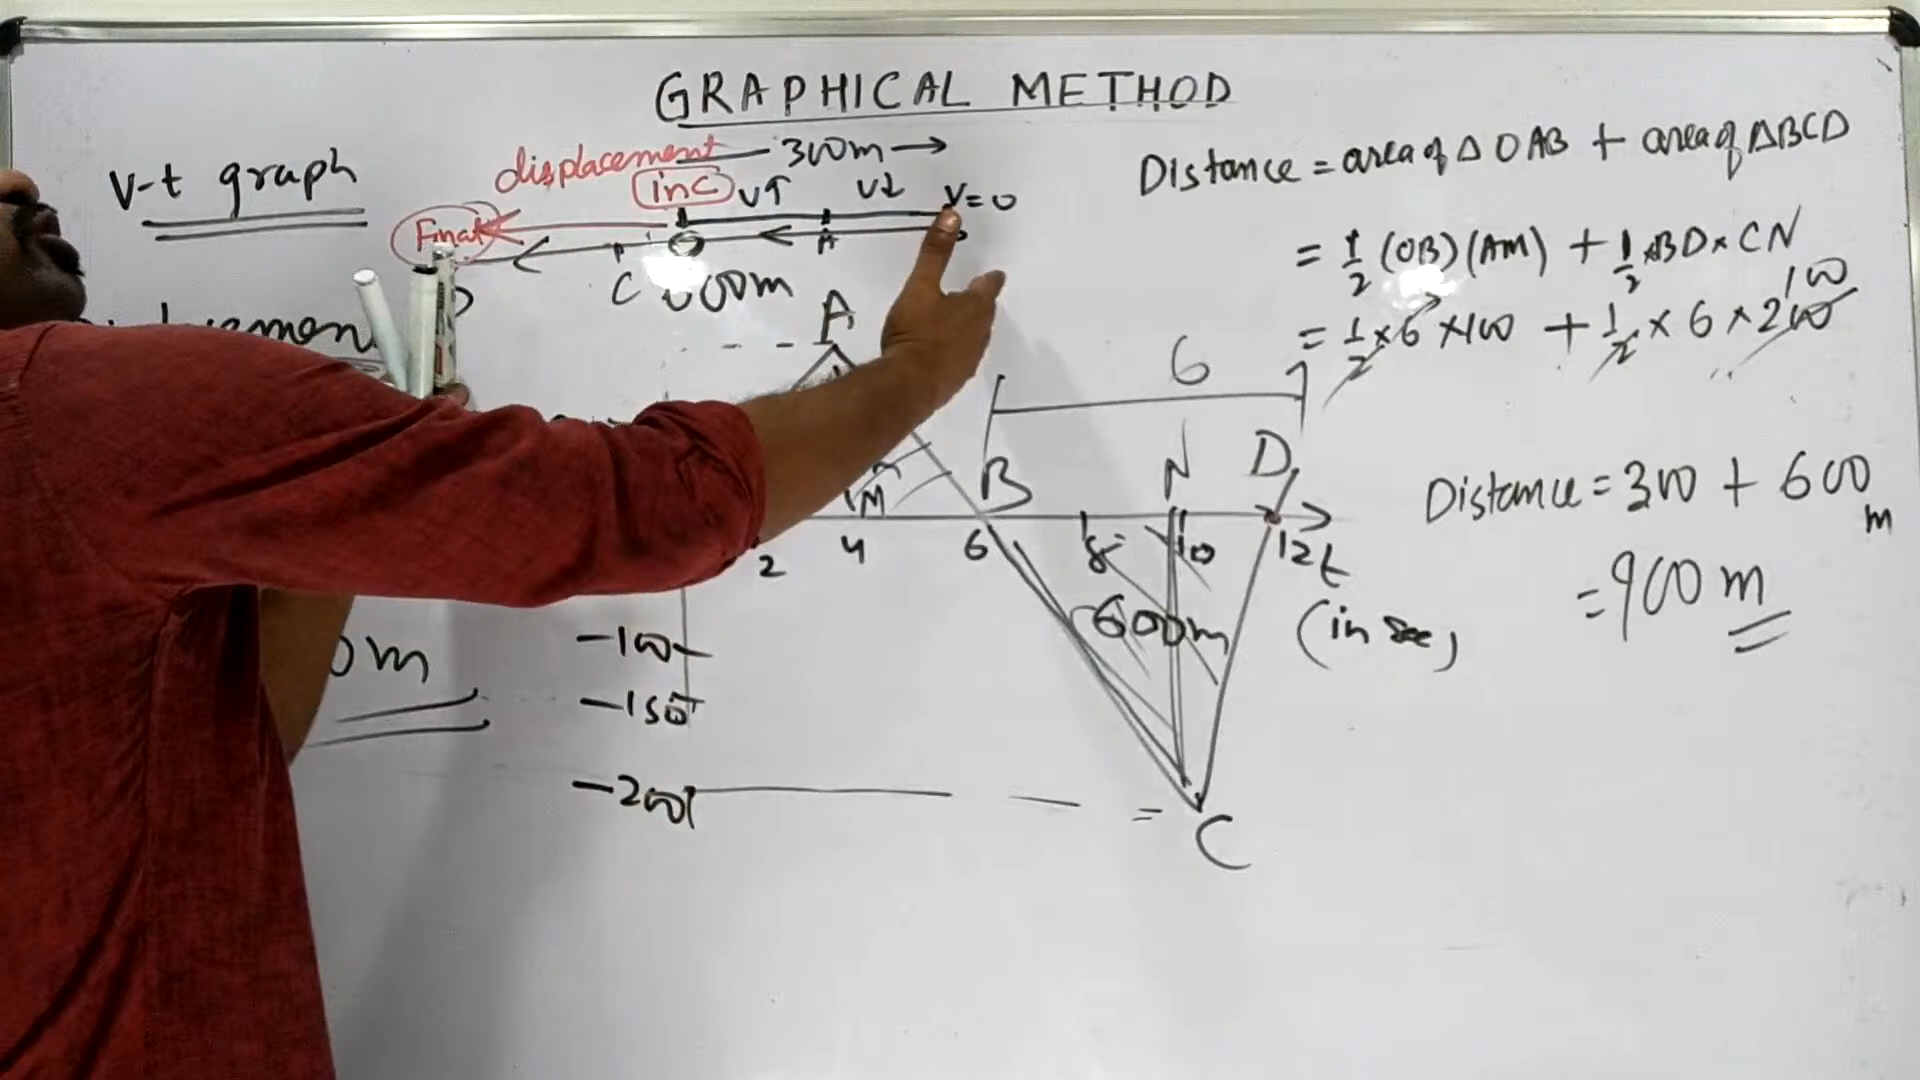 GRAPHICAL METHOD
V-t graph
displacement 300m
inc V↑ V↓ V=0
Final
O A
C 600m
Distance = area of Δ OAB + area of ΔBCD
= 1/2 (OB)(AM) + 1/2 × BD × CN
= 1/2 × 6 × 100 + 1/2 × 6 × 200 100
Distance = 300 + 600 m
= 900 m
A
6
B N D
M
2 4 6 8 10 12 t
(in sec)
600m
-100
-150
-200
C
m